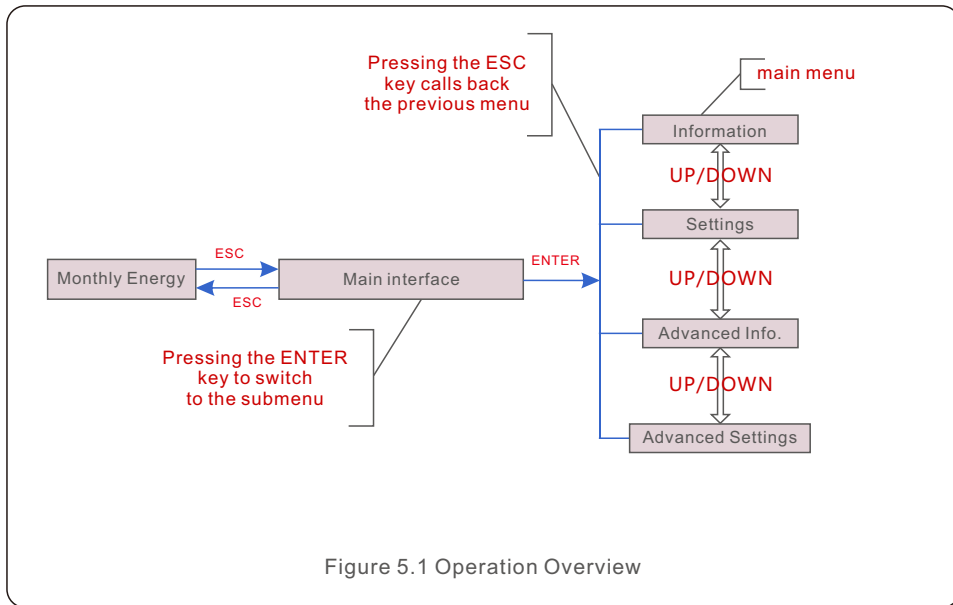 Pressing the ESC
key calls back
the previous menu
main menu
Information
UP/DOWN
Settings
UP/DOWN
Advanced Info.
UP/DOWN
Advanced Settings
Monthly Energy
ESC
ESC
Main interface
ENTER
Pressing the ENTER
key to switch
to the submenu
Figure 5.1 Operation Overview